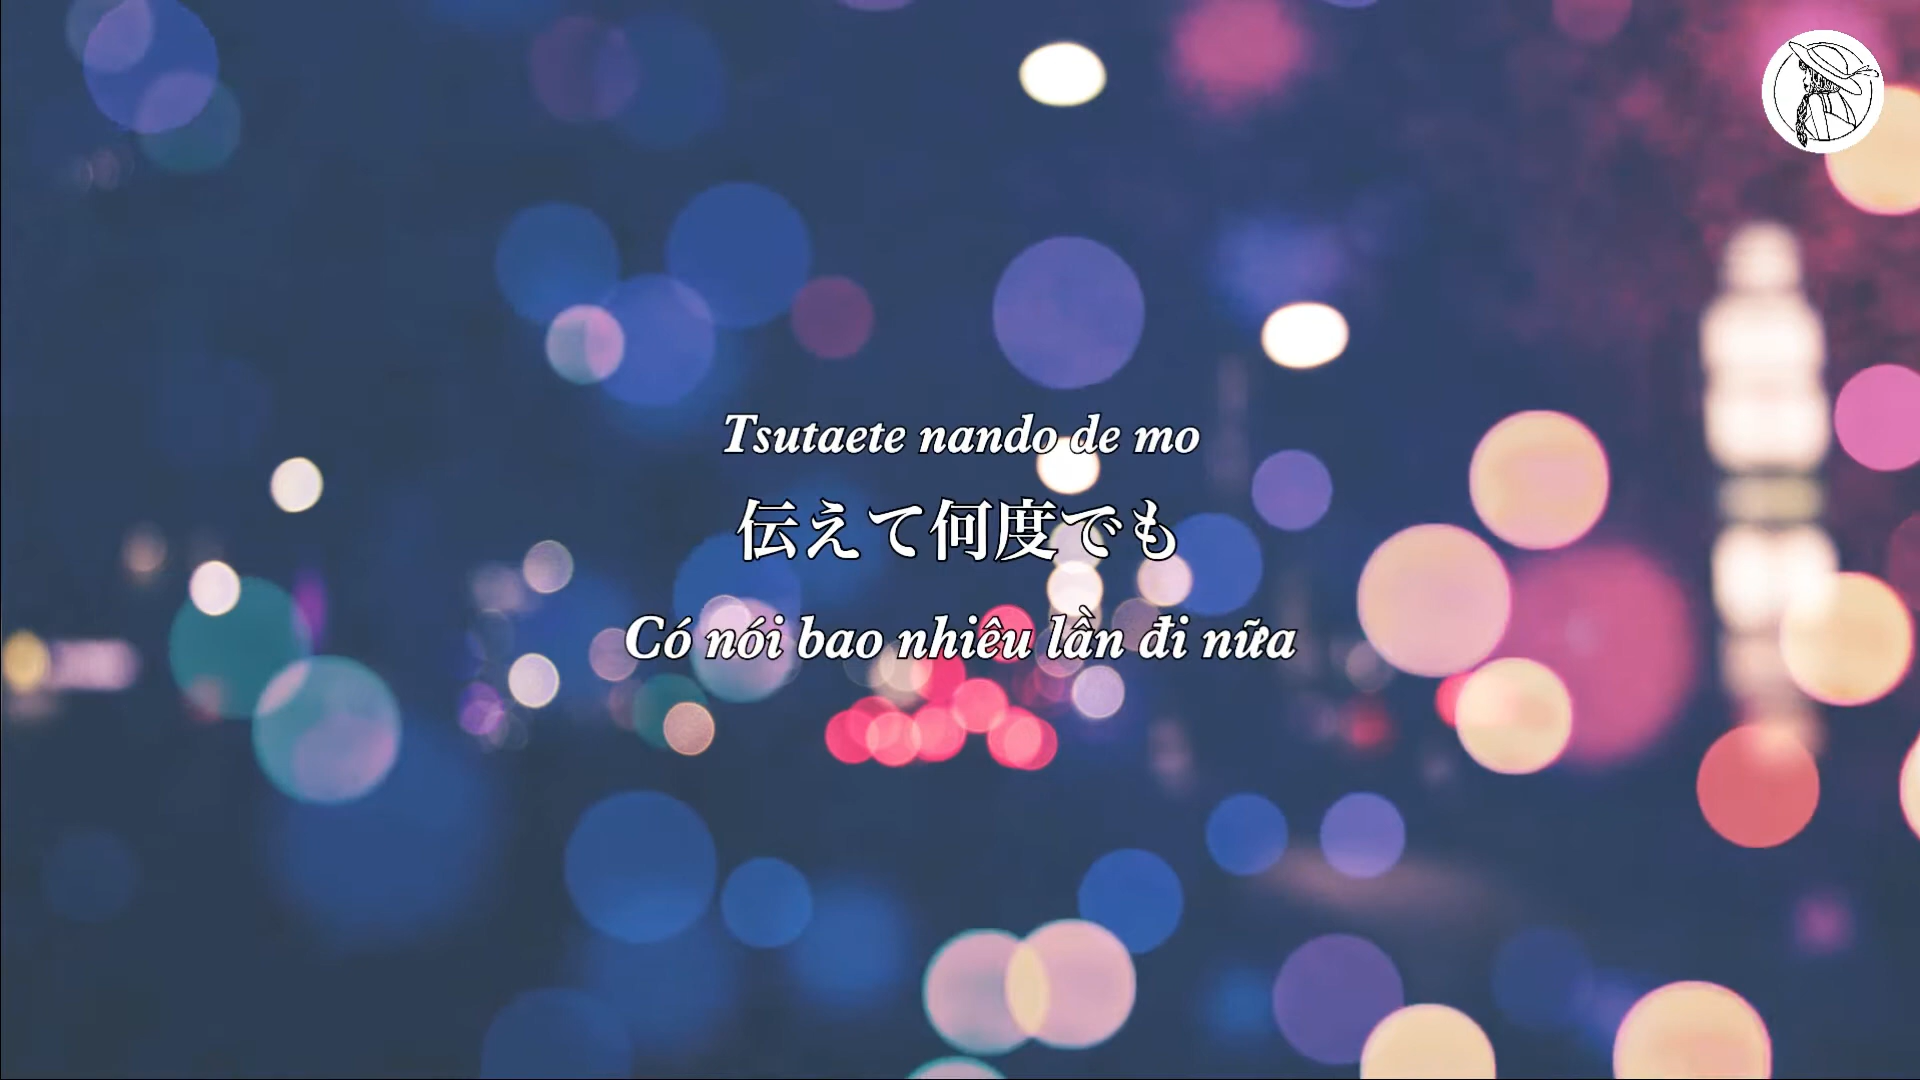 Tsutaete nando de mo
伝えて何度でも
Có nói bao nhiêu lần đi nữa